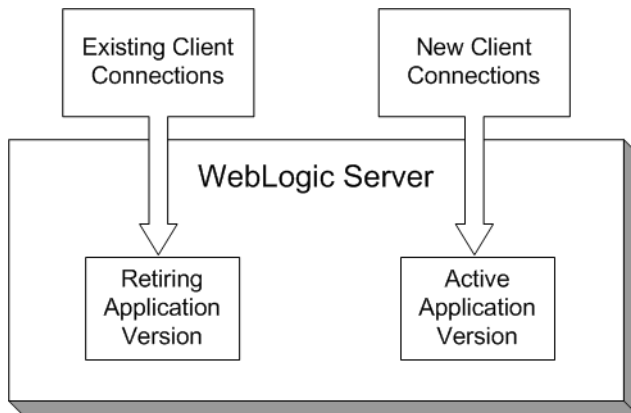 Existing Client
Connections
New Client
Connections
WebLogic Server
Retiring
Application
Version
Active
Application
Version